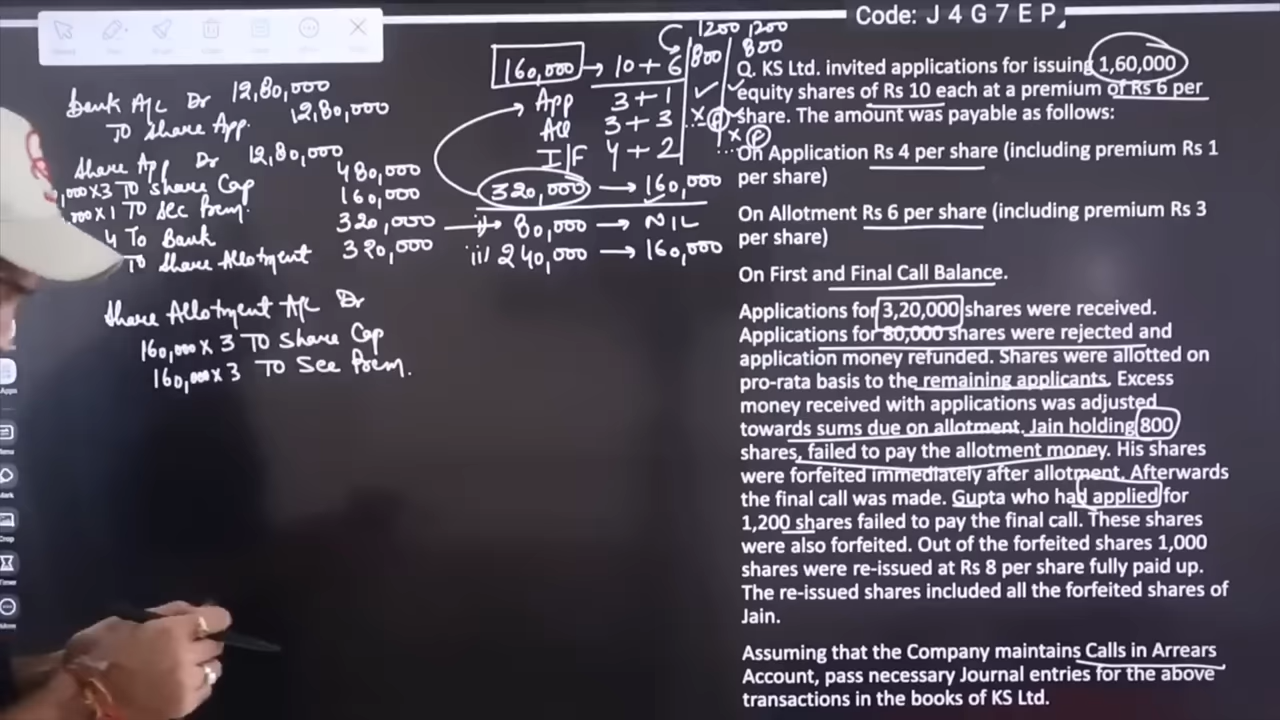 Code: J 4 G 7 E P
Bank A/c Dr 12,80,000
To Share App. 12,80,000
Share App Dr 12,80,000
,000 x 3 To Share Cap 480,000
000 x 1 To Sec Prem. 160,000
4 To Bank 320,000
To Share Allotment 320,000
Share Allotment A/c Dr
160,000 x 3 To Share Cap
160,000 x 3 To Sec Prem.
1200 1,200
800 800
160,000 → 10 + 6
App 3 + 1
All 3 + 3
I/F 4 + 2
320,000 → 160,000
i) 80,000 → NIL
ii) 240,000 → 160,000
Q. KS Ltd. invited applications for issuing 1,60,000
equity shares of Rs 10 each at a premium of Rs 6 per
share. The amount was payable as follows:
On Application Rs 4 per share (including premium Rs 1
per share)
On Allotment Rs 6 per share (including premium Rs 3
per share)
On First and Final Call Balance.
Applications for 3,20,000 shares were received.
Applications for 80,000 shares were rejected and
application money refunded. Shares were allotted on
pro-rata basis to the remaining applicants. Excess
money received with applications was adjusted
towards sums due on allotment. Jain holding 800
shares, failed to pay the allotment money. His shares
were forfeited immediately after allotment. Afterwards
the final call was made. Gupta who had applied for
1,200 shares failed to pay the final call. These shares
were also forfeited. Out of the forfeited shares 1,000
shares were re-issued at Rs 8 per share fully paid up.
The re-issued shares included all the forfeited shares of
Jain.
Assuming that the Company maintains Calls in Arrears
Account, pass necessary Journal entries for the above
transactions in the books of KS Ltd.
Apps
Menu
Mark
Crop
Timer
More